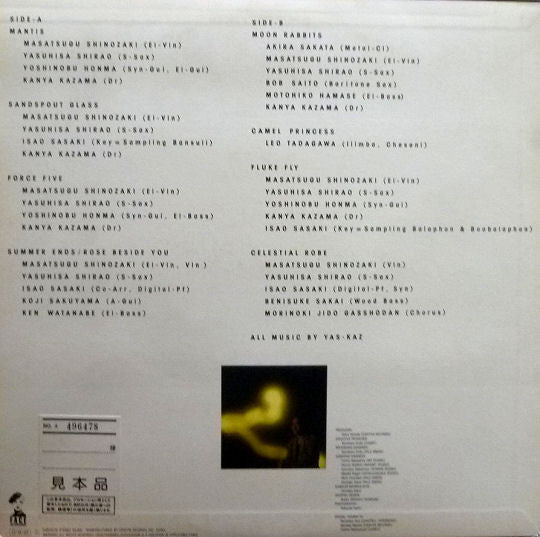 SIDE-A
MANTIS
MASATSUGU SHINOZAKI (El-Vln)
YASUHISA SHIRAO (S-Sax)
YOSHINOBU HONMA (Syn-Gui, El-Gui)
KANYA KAZAMA (Dr)
SANDSPOUT GLASS
MASATSUGU SHINOZAKI (El-Vln)
YASUHISA SHIRAO (S-Sax)
ISAO SASAKI (Key=Sampling Bansuli)
KANYA KAZAMA (Dr)
FORCE FIVE
MASATSUGU SHINOZAKI (El-Vln)
YASUHISA SHIRAO (S-Sax)
YOSHINOBU HONMA (Syn-Gui, El-Bass)
KANYA KAZAMA (Dr)
SUMMER ENDS/ROSE BESIDE YOU
MASATSUGU SHINOZAKI (El-Vln, Vln)
YASUHISA SHIRAO (S-Sax)
ISAO SASAKI (Co-Arr, Digital-Pf)
KOJI SAKUYAMA (A-Gui)
KEN WATANABE (El-Bass)
SIDE-B
MOON RABBITS
AKIRA SAKATA (Metal-Cl)
MASATSUGU SHINOZAKI (El-Vln)
YASUHISA SHIRAO (S-Sax)
BOB SAITO (Baritone Sax)
MOTOHIKO HAMASE (El-Bass)
KANYA KAZAMA (Dr)
CAMEL PRINCESS
LEO TADAGAWA (Ilimba, Chesani)
FLUKE FLY
MASATSUGU SHINOZAKI (El-Vln)
YASUHISA SHIRAO (S-Sax)
YOSHINOBU HONMA (Syn-Gui)
KANYA KAZAMA (Dr)
ISAO SASAKI (Key=Sampling Balophon & Boobalophon)
CELESTIAL ROBE
MASATSUGU SHINOZAKI (Vln)
YASUHISA SHIRAO (S-Sax)
ISAO SASAKI (Digital-Pf, Syn)
BENISUKE SAKAI (Wood Bass)
MORINOKI JIDO GASSHODAN (Chorus)
ALL MUSIC BY YAS-KAZ
NO. A 496478
様
見本品